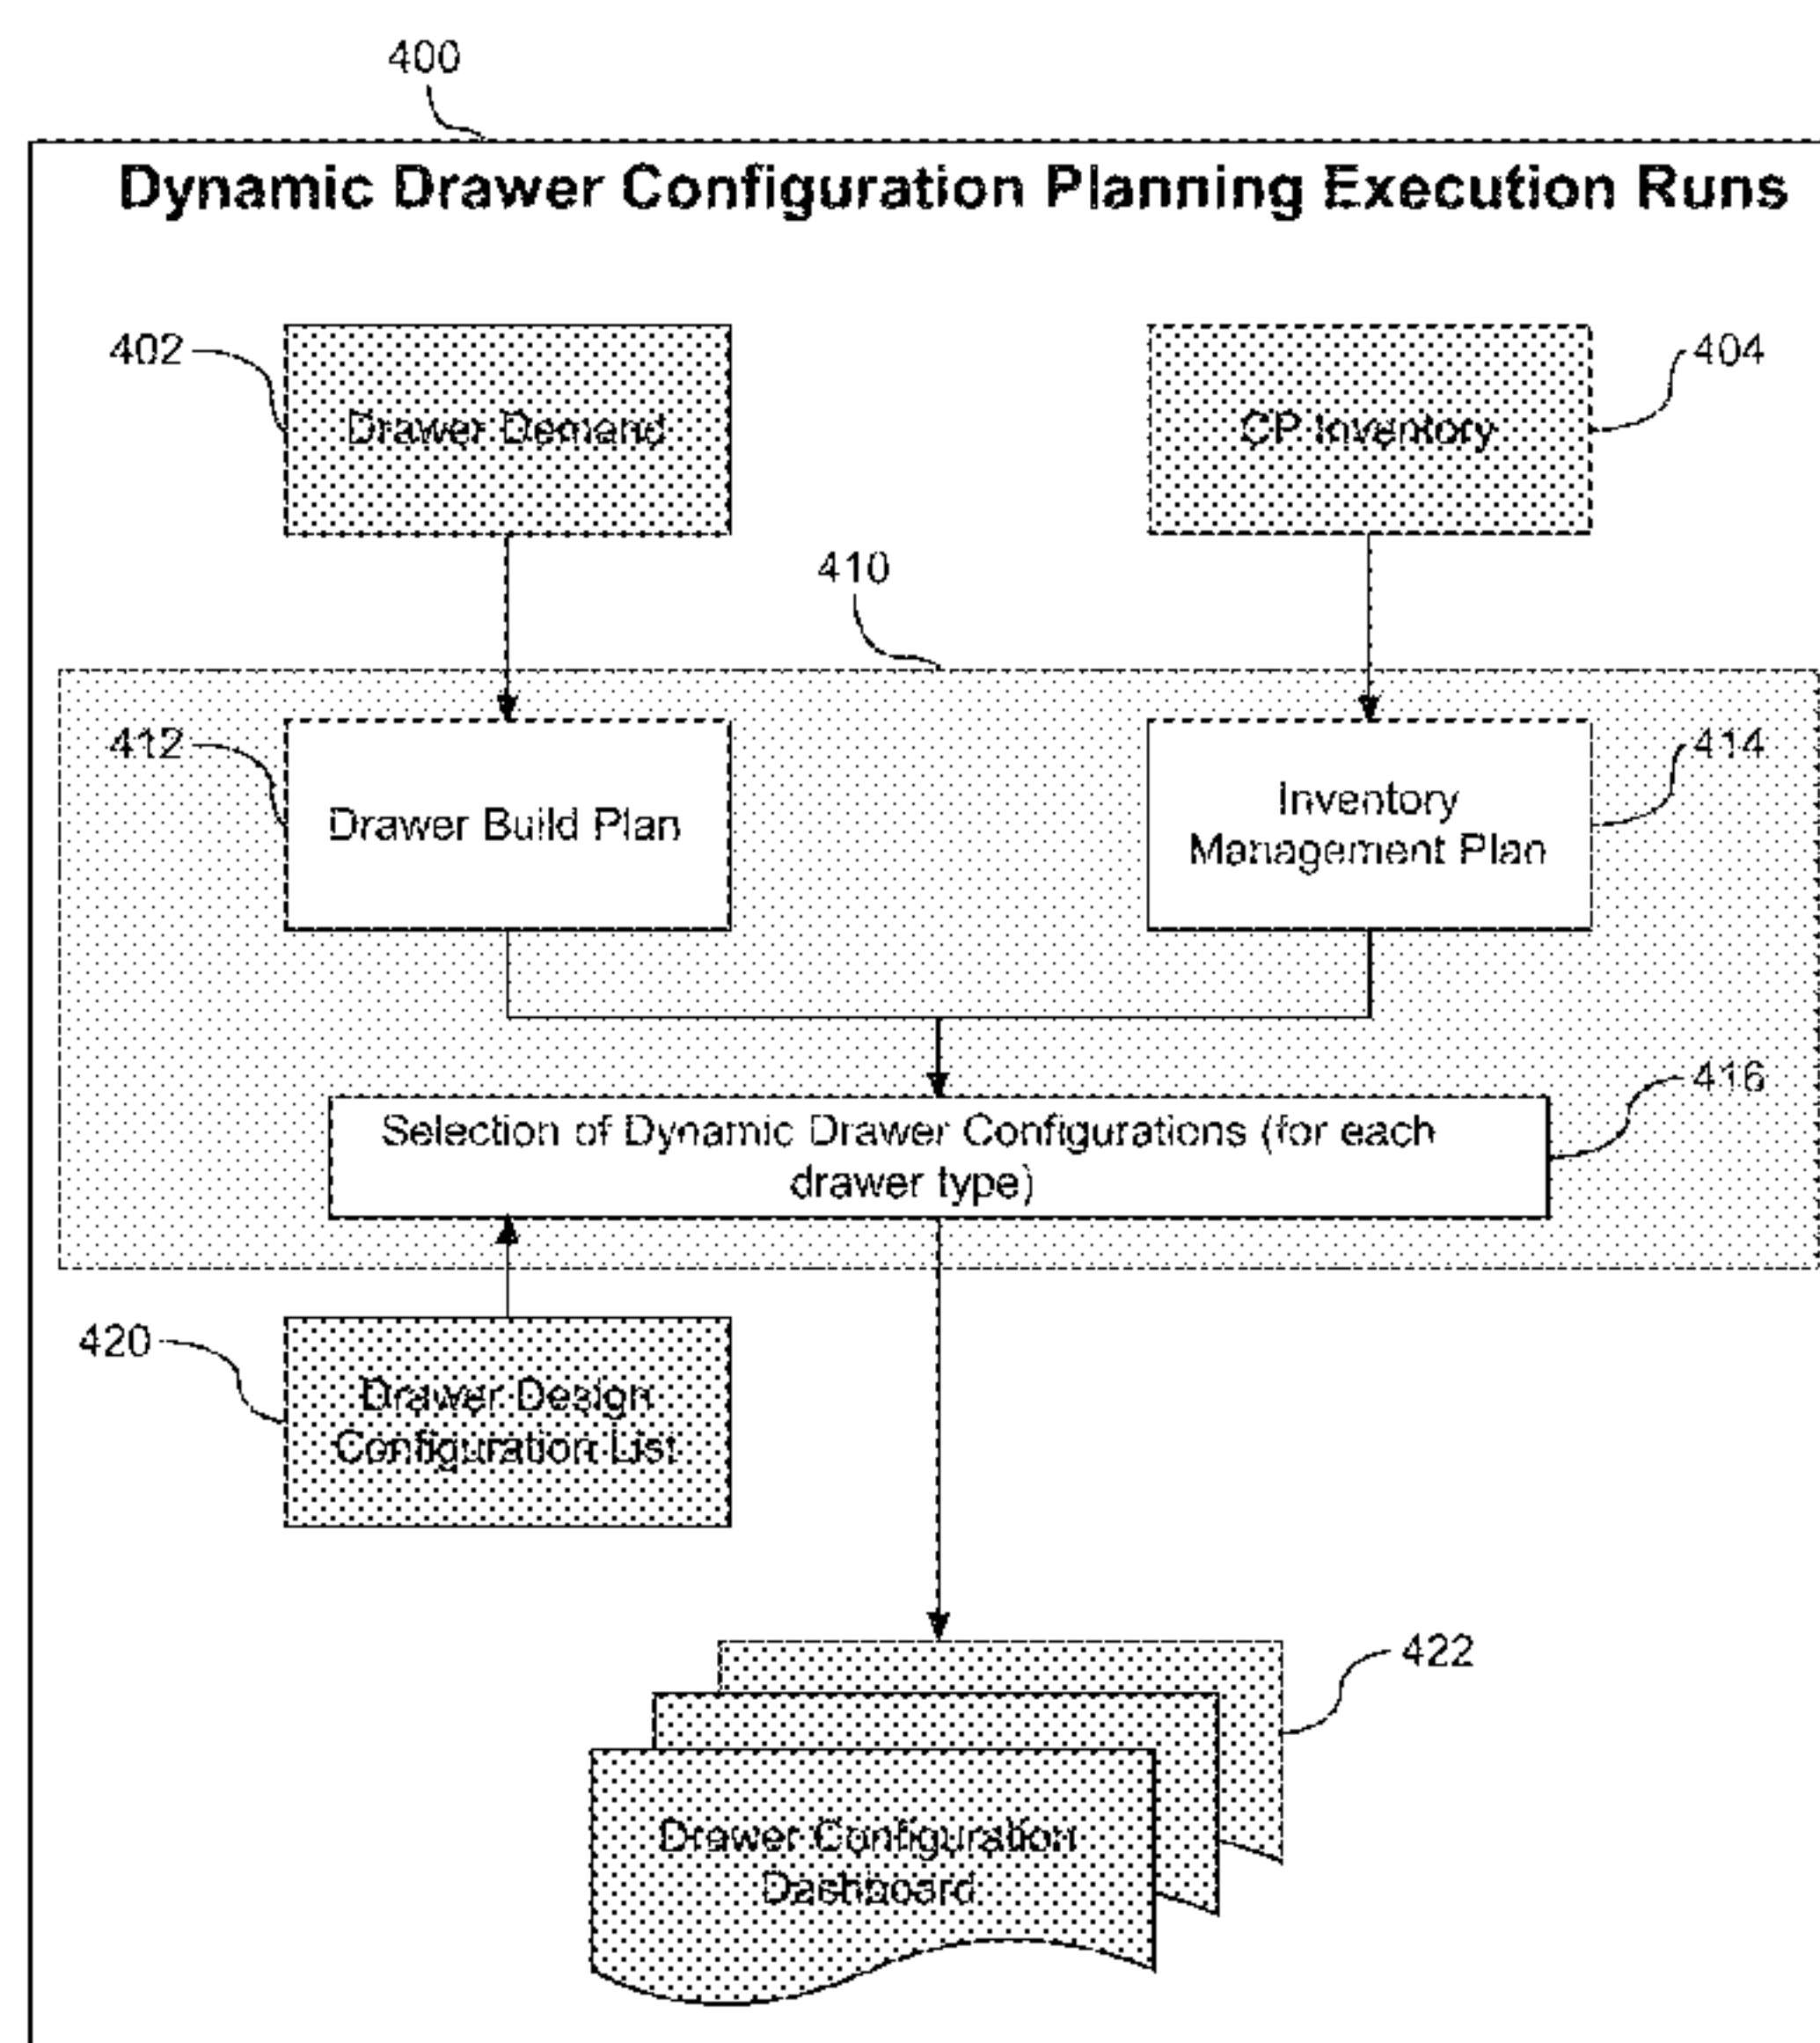 400
Dynamic Drawer Configuration Planning Execution Runs
402
Drawer Demand
CP Inventory
404
410
412
Drawer Build Plan
Inventory
Management Plan
414
Selection of Dynamic Drawer Configurations (for each
drawer type)
416
420
Drawer Design
Configuration List
422
Drawer Configuration
Dashboard